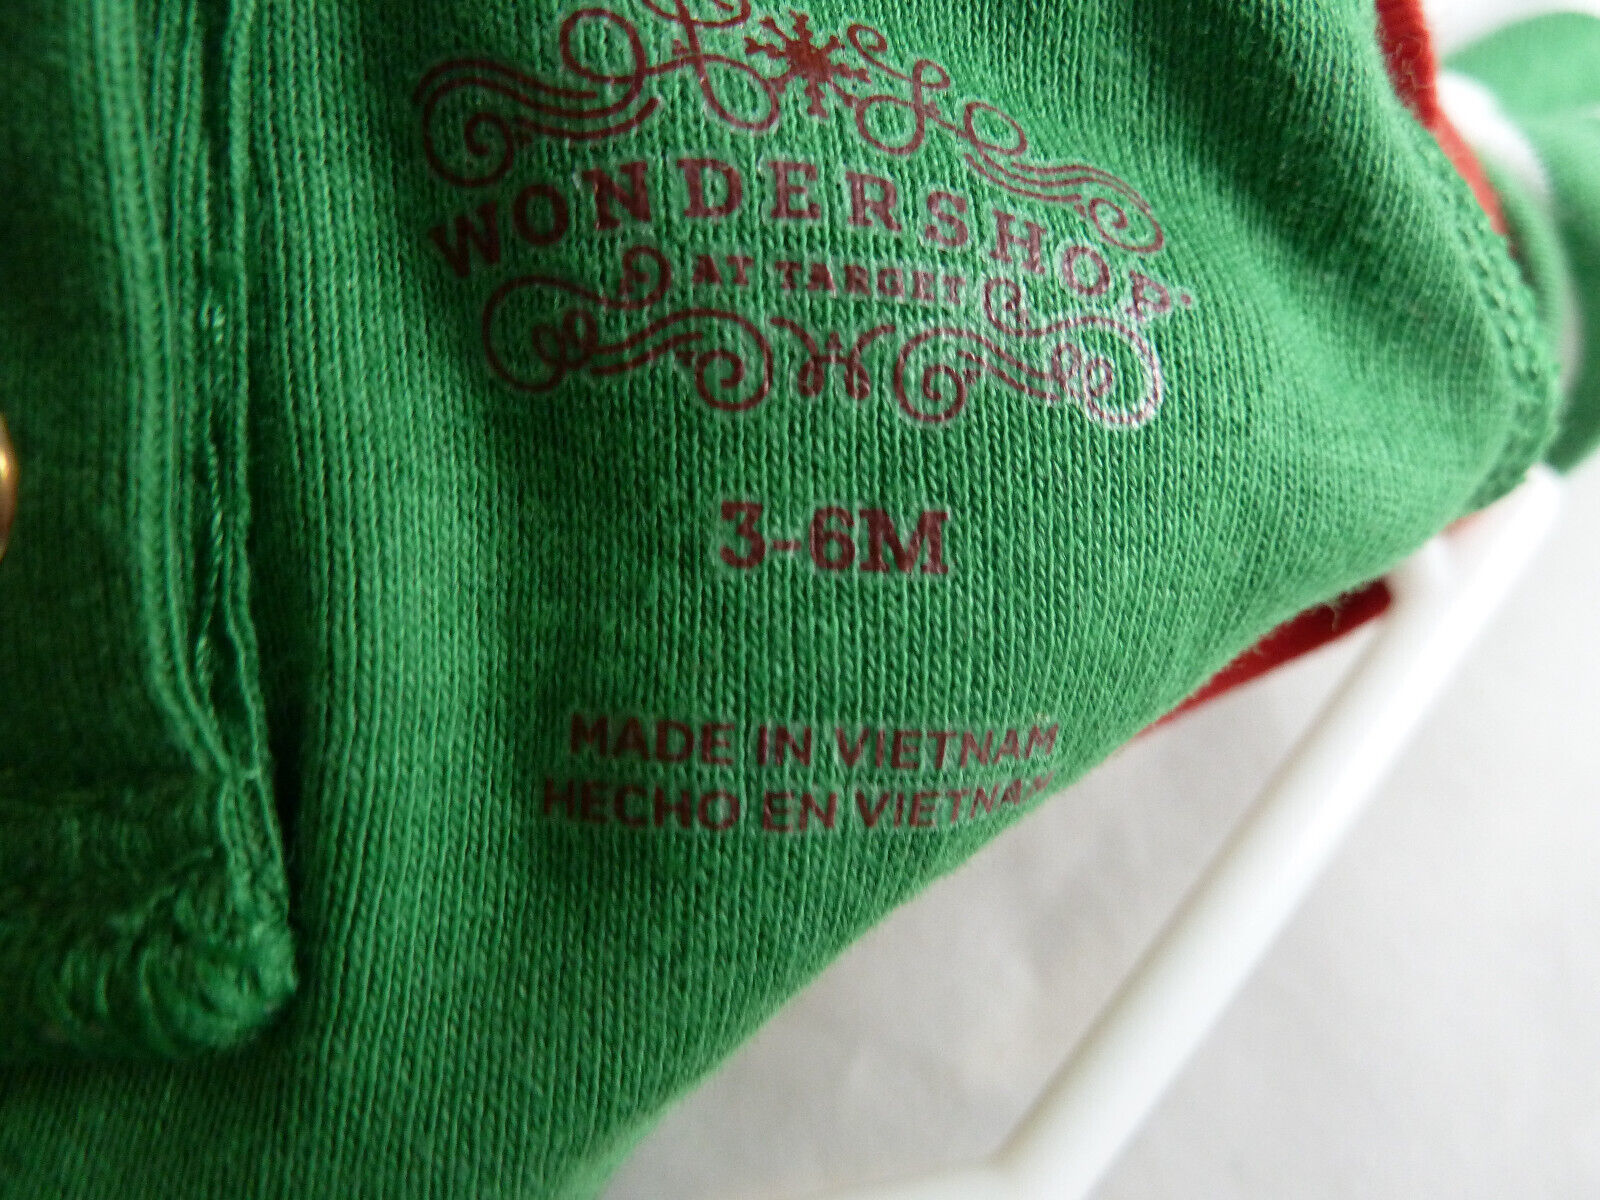 WONDERSHOP
AT TARGET
3-6M
MADE IN VIETNAM
HECHO EN VIETNAM